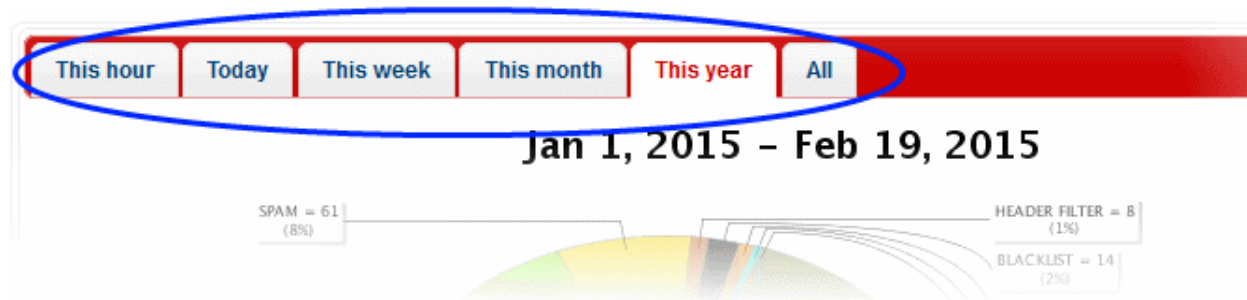 This hour Today This week This month This year All
Jan 1, 2015 – Feb 19, 2015
SPAM = 61
(8%)
HEADER FILTER = 8
(1%)
BLACKLIST = 14
(2%)